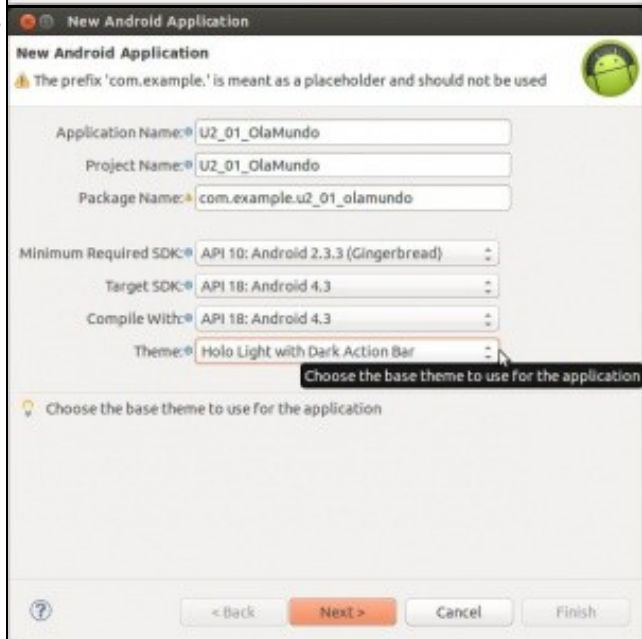 New Android Application
New Android Application
The prefix 'com.example.' is meant as a placeholder and should not be used
Application Name: U2_01_OlaMundo
Project Name: U2_01_OlaMundo
Package Name: com.example.u2_01_olamundo
Minimum Required SDK: API 10: Android 2.3.3 (Gingerbread)
Target SDK: API 18: Android 4.3
Compile With: API 18: Android 4.3
Theme: Holo Light with Dark Action Bar
Choose the base theme to use for the application
Choose the base theme to use for the application
? < Back Next > Cancel Finish